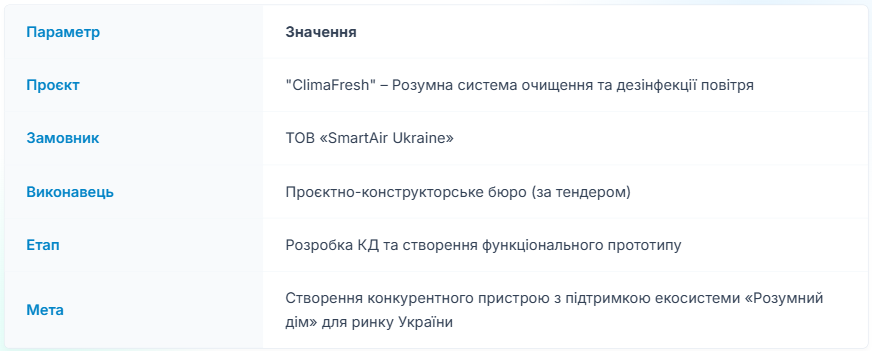 Параметр Значення
Проєкт "ClimaFresh" – Розумна система очищення та дезінфекції повітря
Замовник ТОВ «SmartAir Ukraine»
Виконавець Проєктно-конструкторське бюро (за тендером)
Етап Розробка КД та створення функціонального прототипу
Мета Створення конкурентного пристрою з підтримкою екосистеми «Розумний
дім» для ринку України